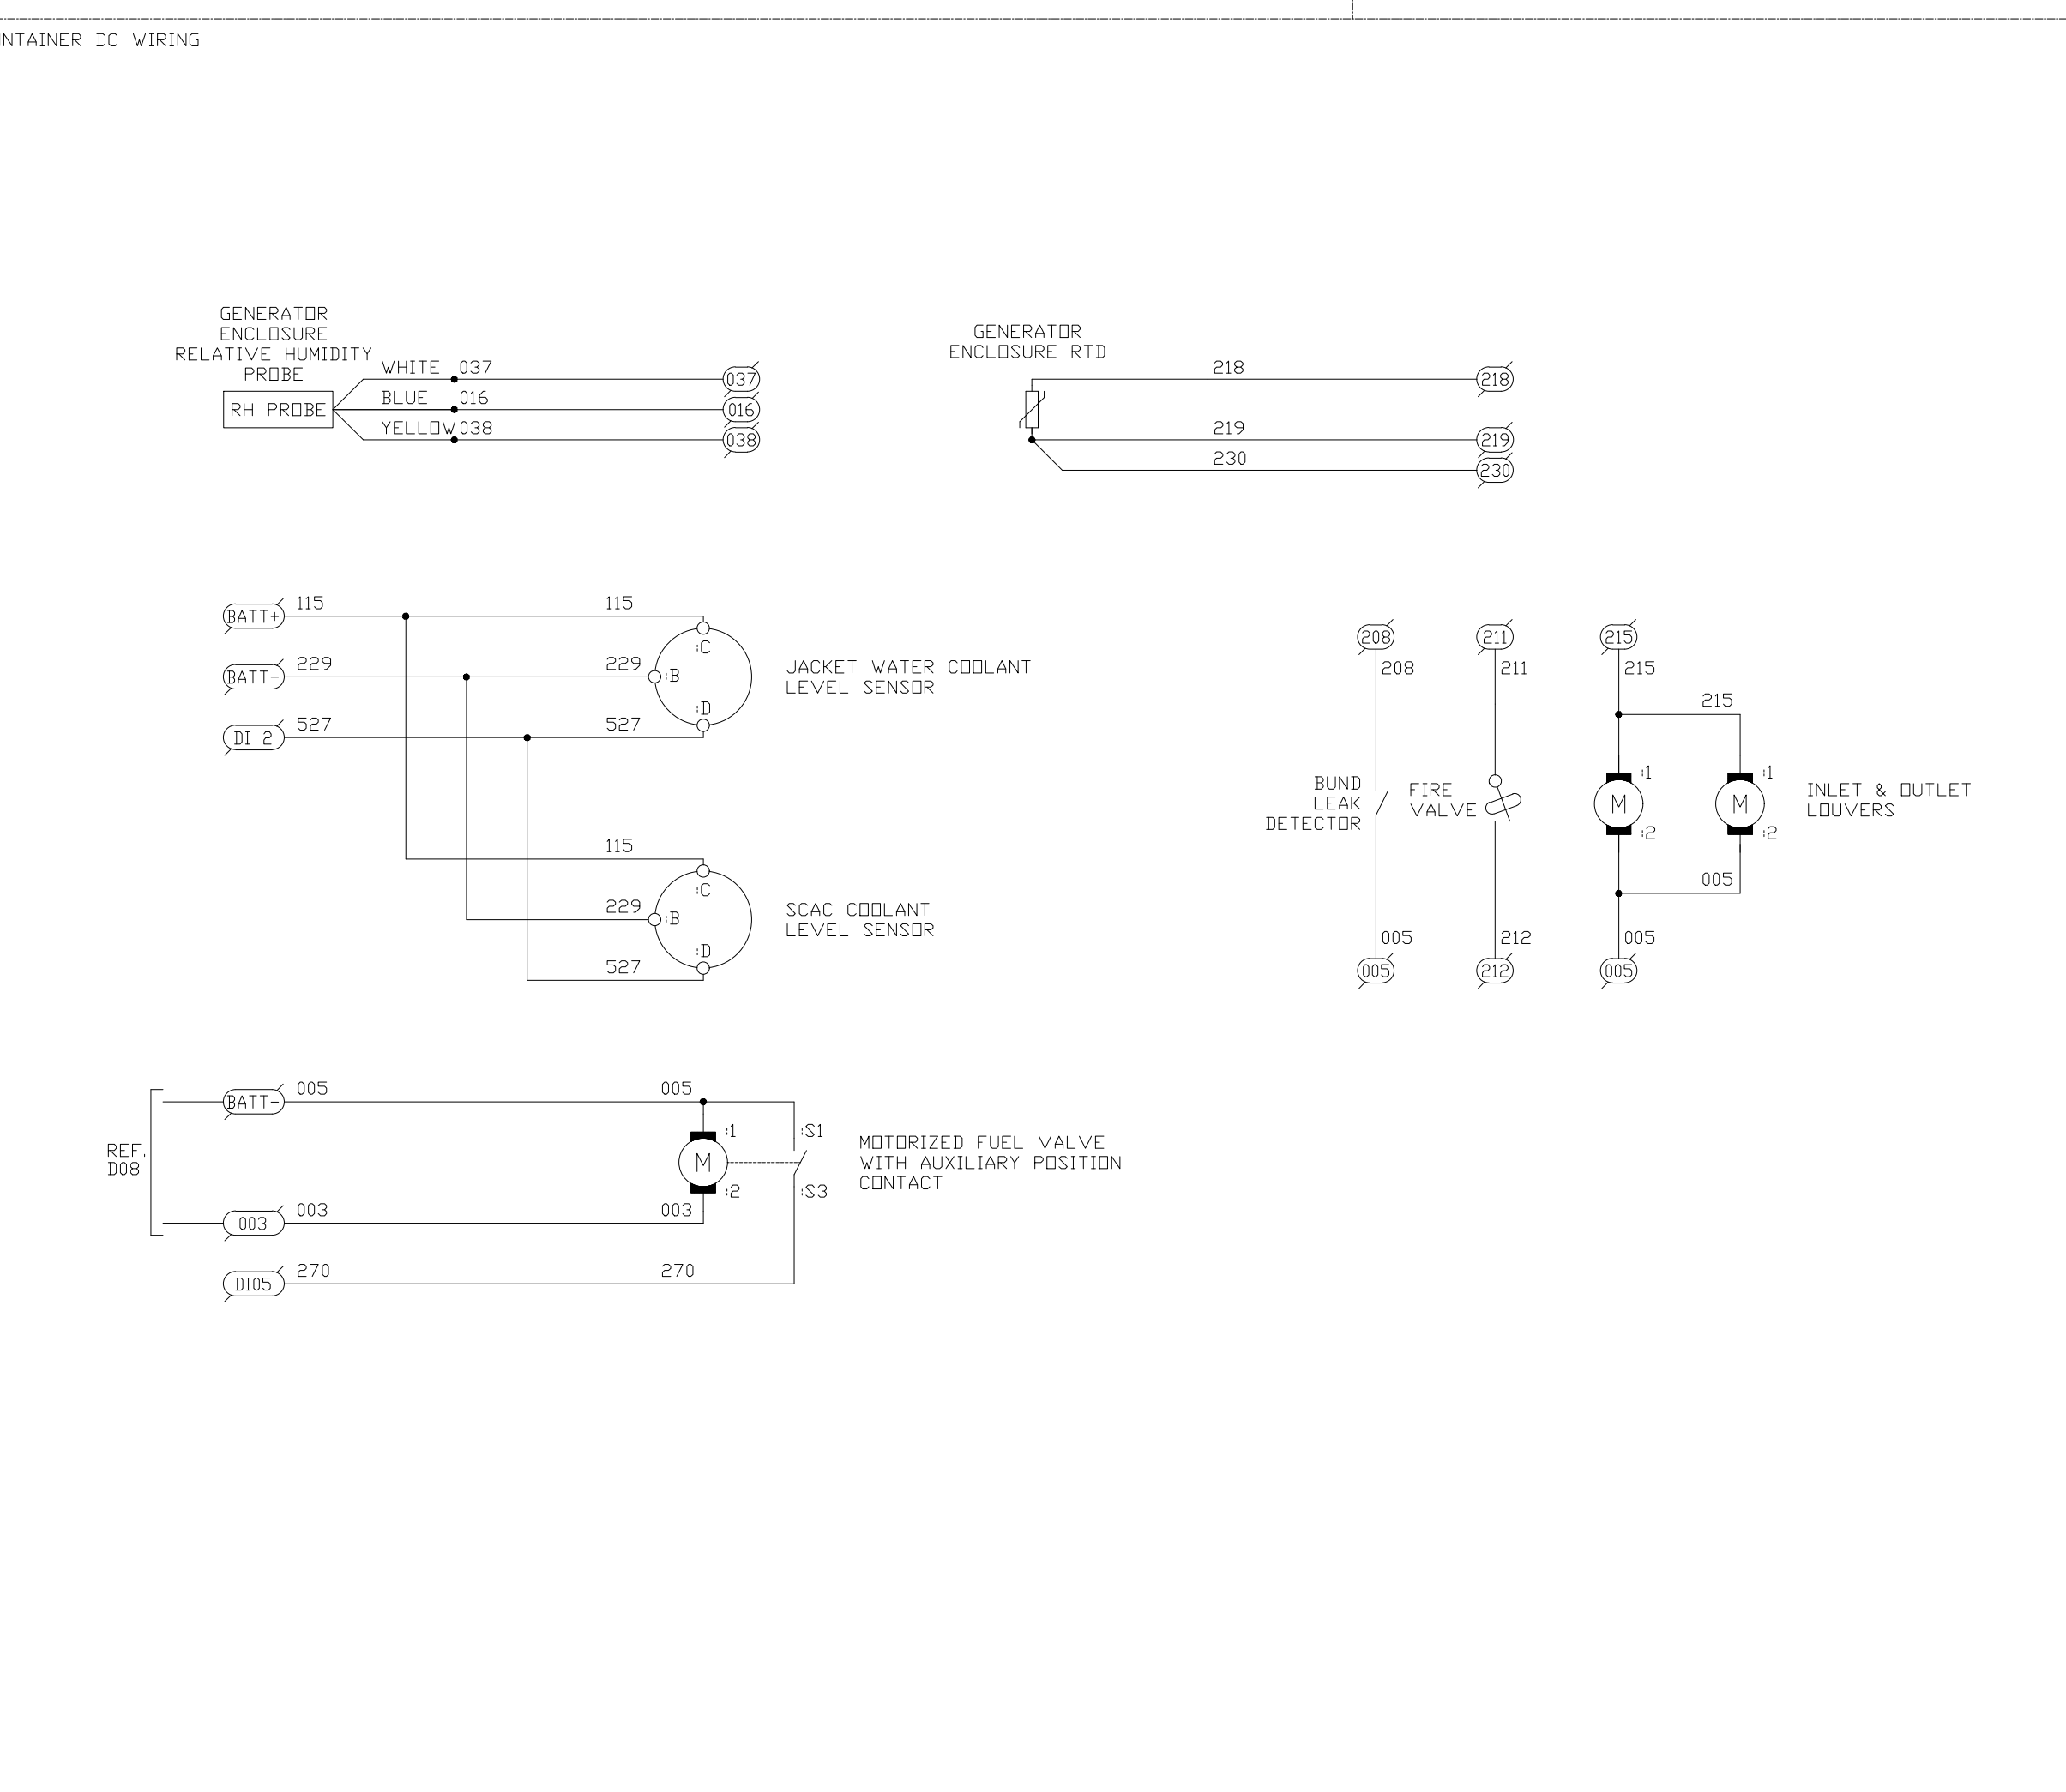 NTAINER DC WIRING
GENERATOR
ENCLOSURE
RELATIVE HUMIDITY
PROBE
RH PROBE
WHITE 037
037
BLUE 016
016
YELLOW 038
038
GENERATOR
ENCLOSURE RTD
218
218
219
219
230
230
BATT+ 115 115
:C
BATT- 229 229 :B
:D
DI 2 527 527
JACKET WATER COOLANT
LEVEL SENSOR
115
:C
229 :B
:D
527
SCAC COOLANT
LEVEL SENSOR
208
208
BUND
LEAK
DETECTOR
005
005
211
211
FIRE
VALVE
212
212
215
215
215
:1 :1
M M
:2 :2
INLET & OUTLET
LOUVERS
005
005
005
REF.
D08
BATT- 005 005
:1 :S1
M
:2 :S3
003 003 003
DI05 270 270
MOTORIZED FUEL VALVE
WITH AUXILIARY POSITION
CONTACT